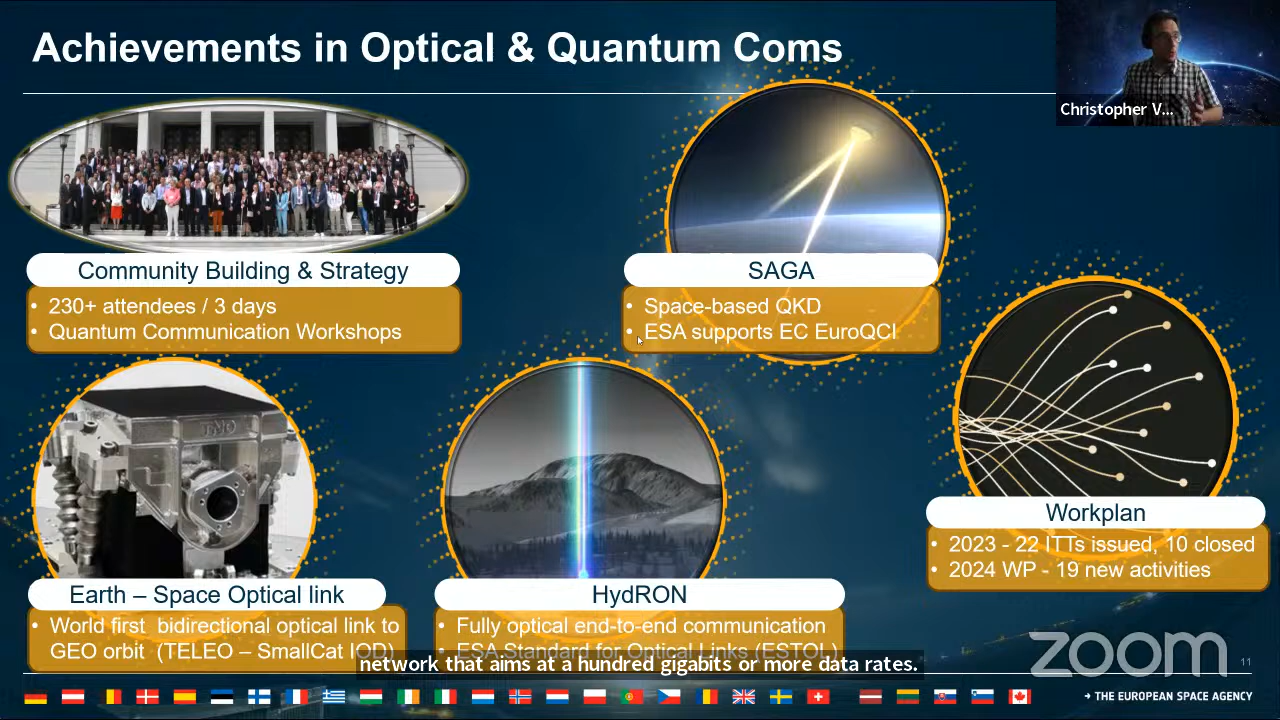 Achievements in Optical & Quantum Coms
Christopher V...
Community Building & Strategy
• 230+ attendees / 3 days
• Quantum Communication Workshops
SAGA
• Space-based QKD
• ESA supports EC EuroQCI
Workplan
• 2023 - 22 ITTs issued, 10 closed
• 2024 WP - 19 new activities
TNO
Earth – Space Optical link
• World first bidirectional optical link to
GEO orbit (TELEO – SmallCat IOD)
HydRON
• Fully optical end-to-end communication
• ESA Standard for Optical Links (ESTOL)
network that aims at a hundred gigabits or more data rates.
zoom
11
→ THE EUROPEAN SPACE AGENCY